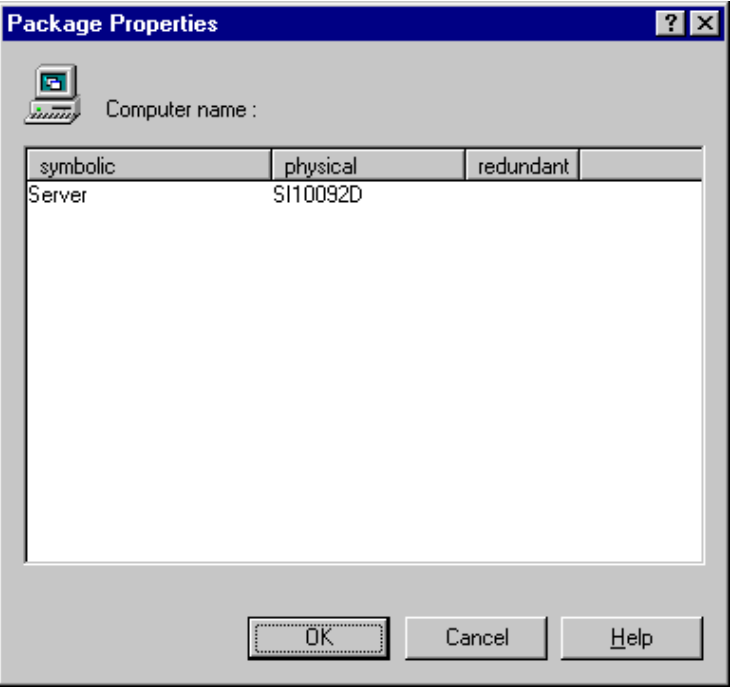 Package Properties
Computer name :
symbolic physical redundant
Server SI10092D
OK Cancel Help